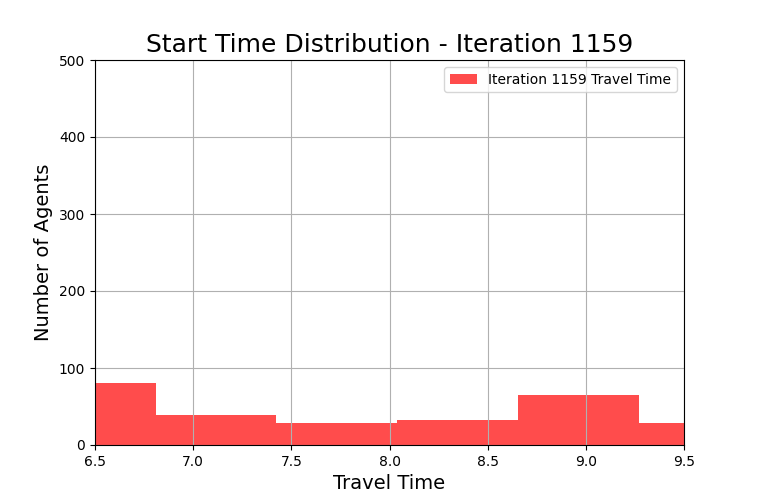 Start Time Distribution - Iteration 1159
Iteration 1159 Travel Time
Number of Agents
500
400
300
200
100
0
6.5 7.0 7.5 8.0 8.5 9.0 9.5
Travel Time